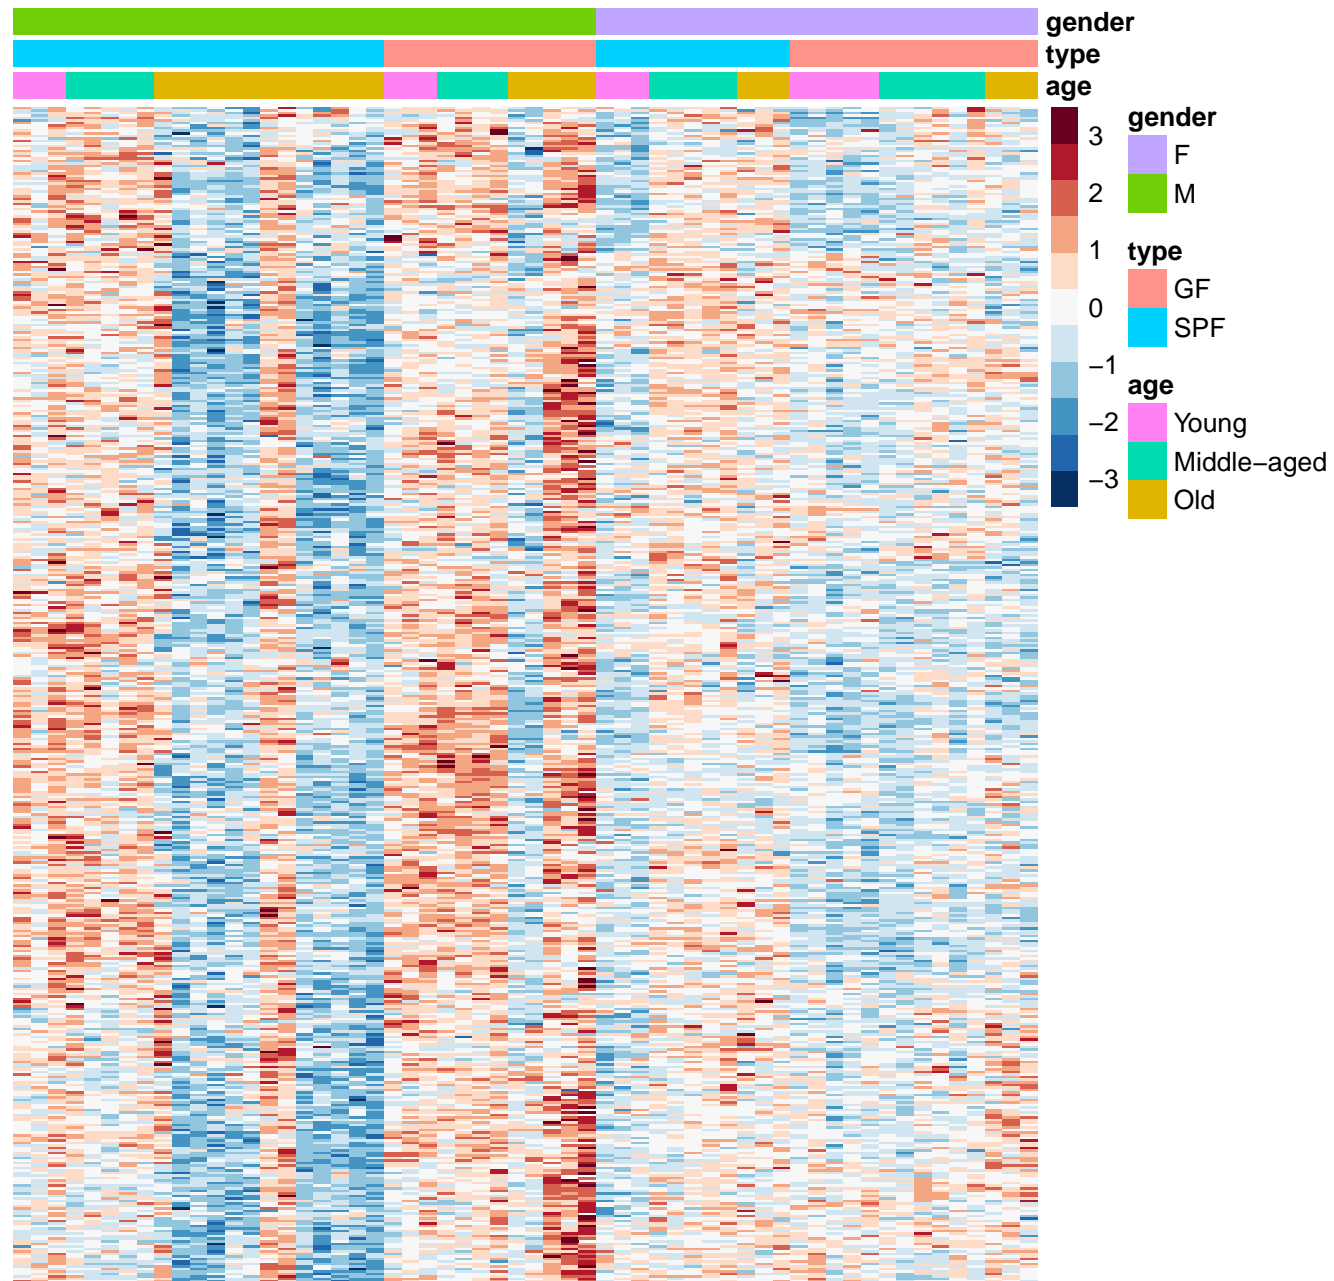 gender
type
age
3
2
1
0
−1
−2
−3
gender
F
M
type
GF
SPF
age
Young
Middle−aged
Old